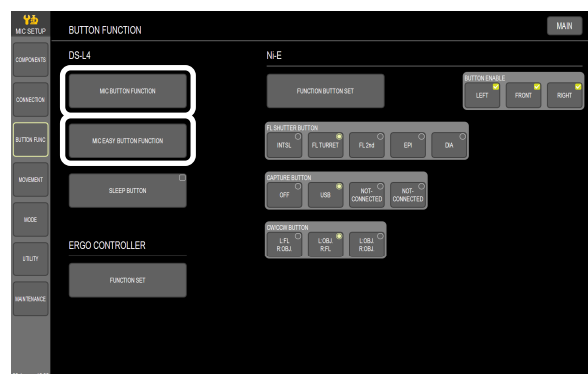 MIC SETUP
BUTTON FUNCTION
MAIN
COMPONENTS
CONNECTION
BUTTON FUNC
MOVEMENT
MODE
UTILITY
MAINTENANCE
DS-L4
MIC BUTTON FUNCTION
MIC EASY BUTTON FUNCTION
SLEEP BUTTON
ERGO CONTROLLER
FUNCTION SET
Ni-E
FUNCTION BUTTON SET
BUTTON ENABLE
LEFT
FRONT
RIGHT
FL SHUTTER BUTTON
INTSL
FL TURRET
FL 2nd
EPI
DIA
CAPTURE BUTTON
OFF
USB
NOT-
CONNECTED
NOT-
CONNECTED
CW/CCW BUTTON
L:FL
R:OBJ.
L:OBJ.
R:FL
L:OBJ.
R:OBJ.